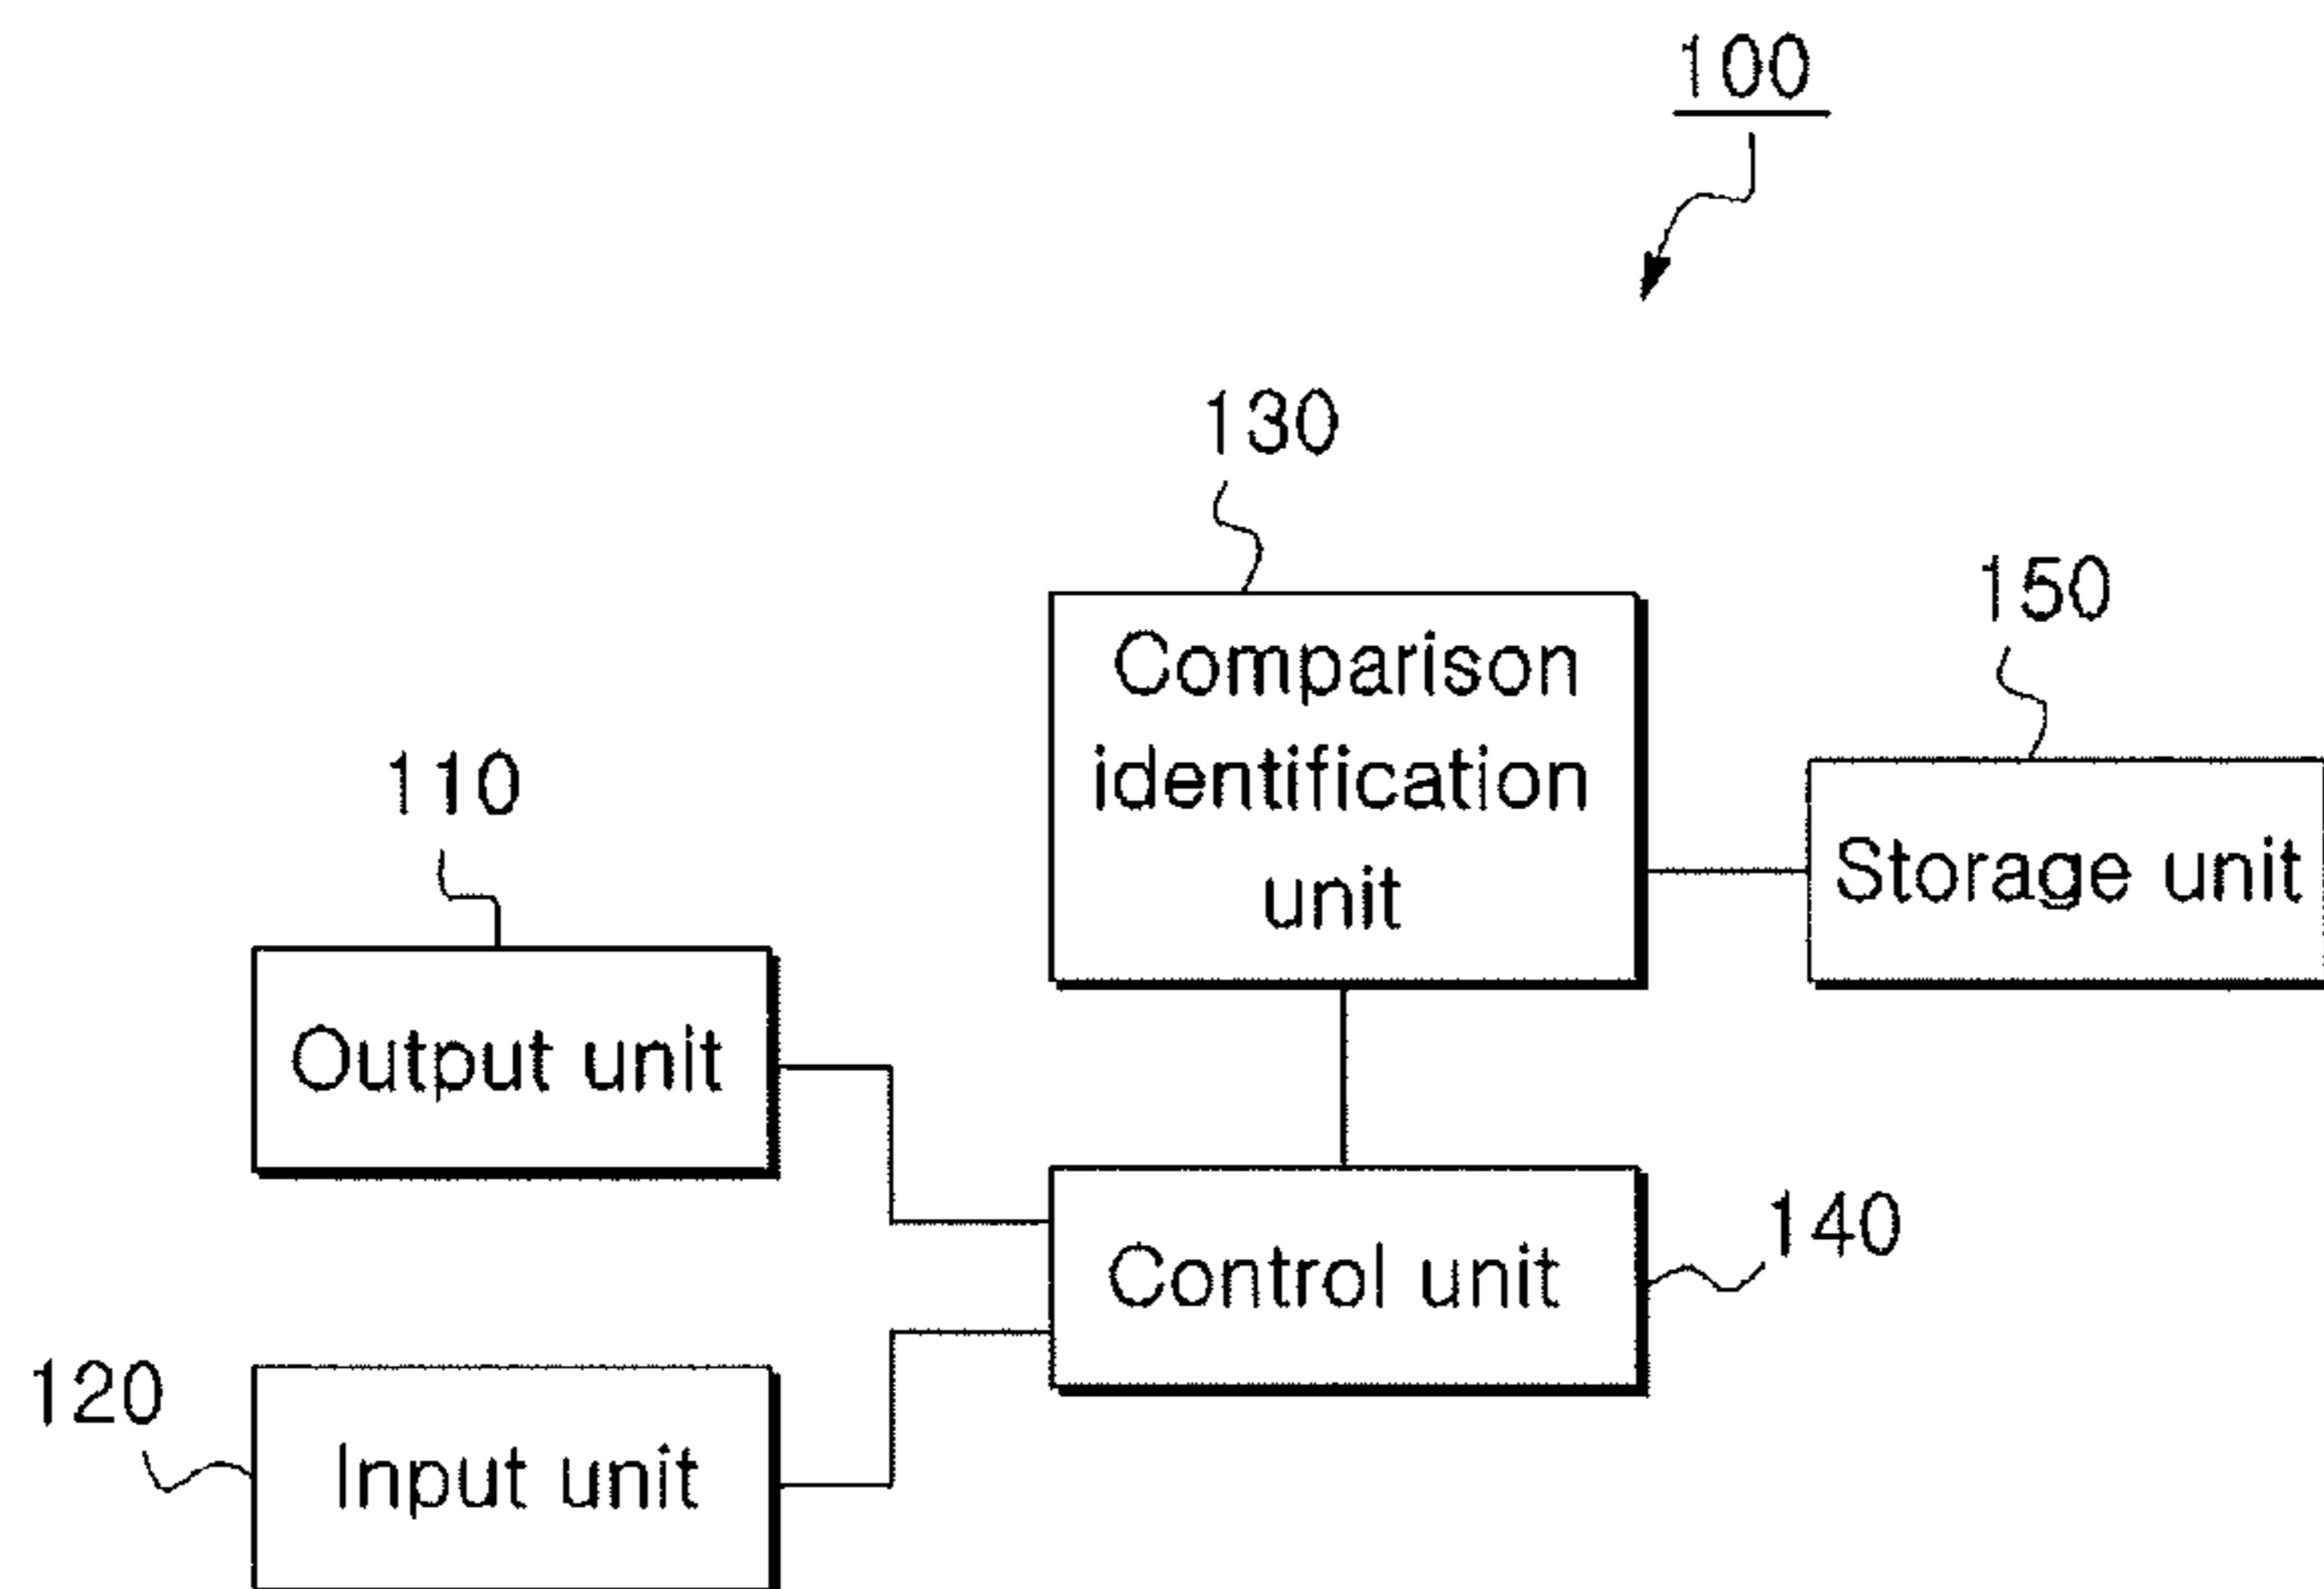 100
130
Comparison
identification
unit
150
Storage unit
110
Output unit
140
Control unit
120
Input unit